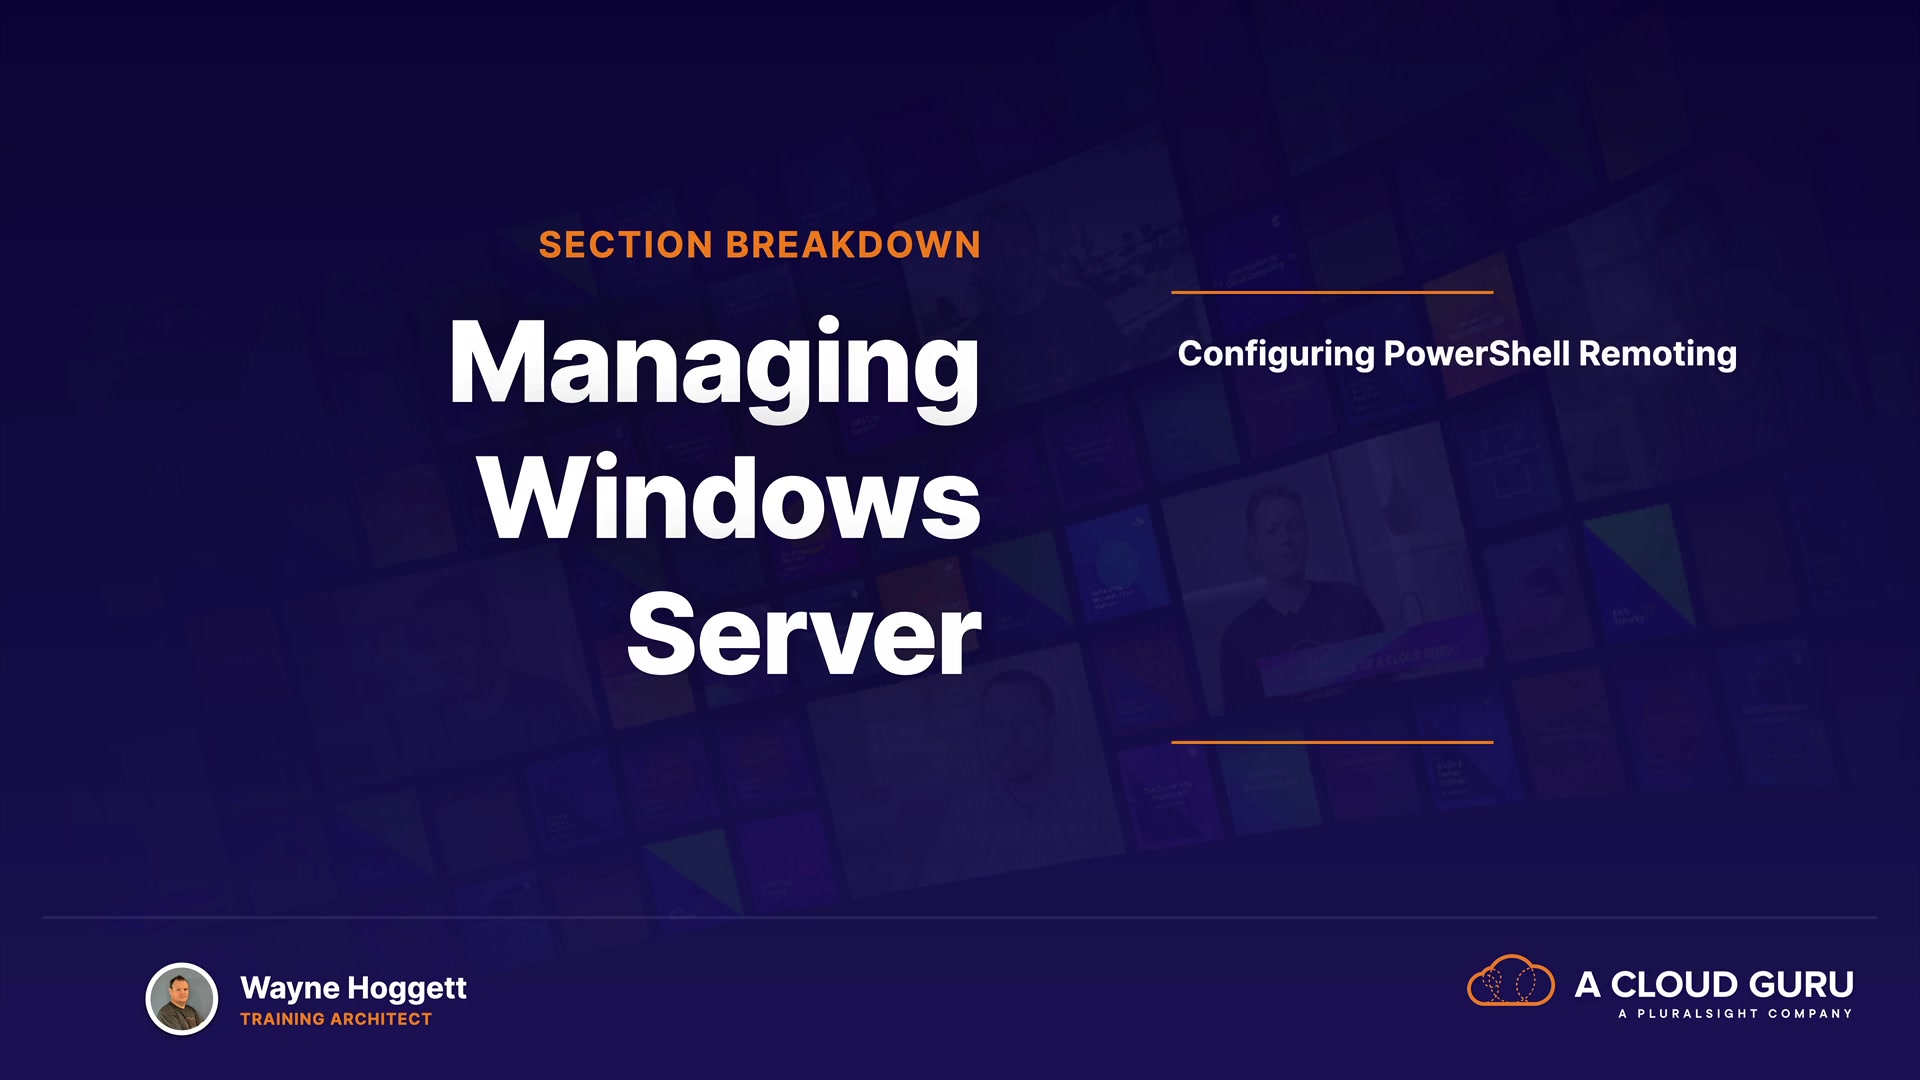 SECTION BREAKDOWN
Managing
Windows
Server
Configuring PowerShell Remoting
Wayne Hoggett
TRAINING ARCHITECT
A CLOUD GURU
A PLURALSIGHT COMPANY